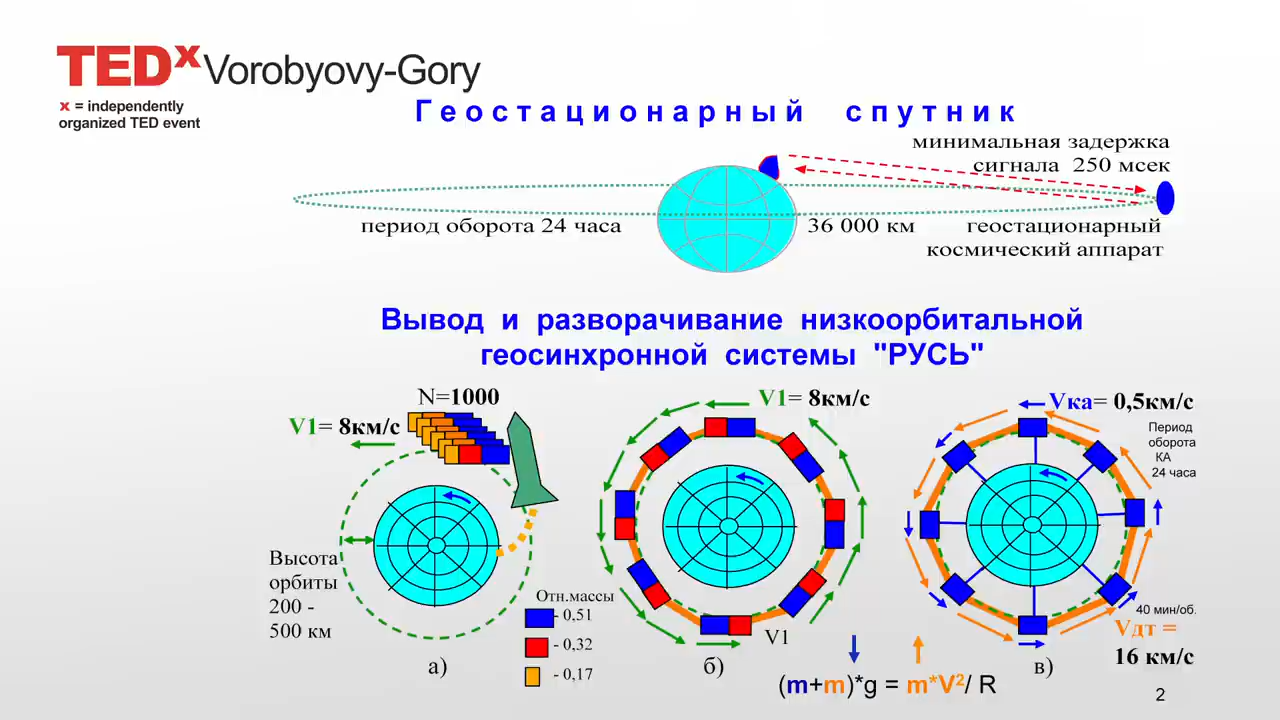 TEDxVorobyovy-Gory
x = independently
organized TED event
Геостационарный спутник
минимальная задержка
сигнала 250 мсек
период оборота 24 часа
36 000 км
геостационарный
космический аппарат
Вывод и разворачивание низкоорбитальной
геосинхронной системы "РУСЬ"
N=1000
V1= 8км/с
Высота
орбиты
200 -
500 км
Отн.массы
- 0,51
- 0,32
- 0,17
а)
V1= 8км/с
V1
б)
Vка= 0,5км/с
Период
оборота
КА
24 часа
40 мин/об.
Vдт =
16 км/с
в)
(m+m)*g = m*V²/ R
2